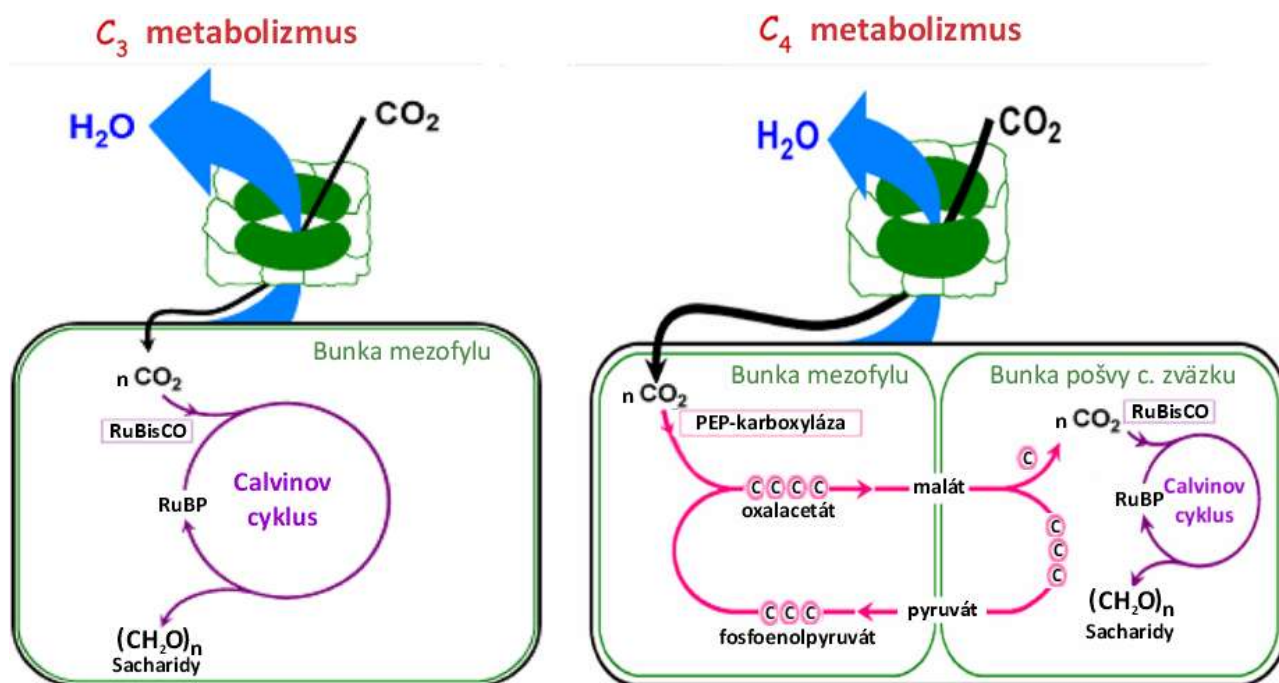 C₃ metabolizmus
H₂O
CO₂
Bunka mezofylu
n CO₂
RuBisCO
Calvinov
cyklus
RuBP
(CH₂O)n
Sacharidy
C₄ metabolizmus
H₂O
CO₂
Bunka mezofylu
n CO₂
PEP-karboxyláza
C C C C
oxalacetát
malát
C C C
fosfoenolpyruvát
pyruvát
Bunka pošvy c. zväzku
C
n CO₂
RuBisCO
RuBP
Calvinov
cyklus
C
C
C
(CH₂O)n
Sacharidy